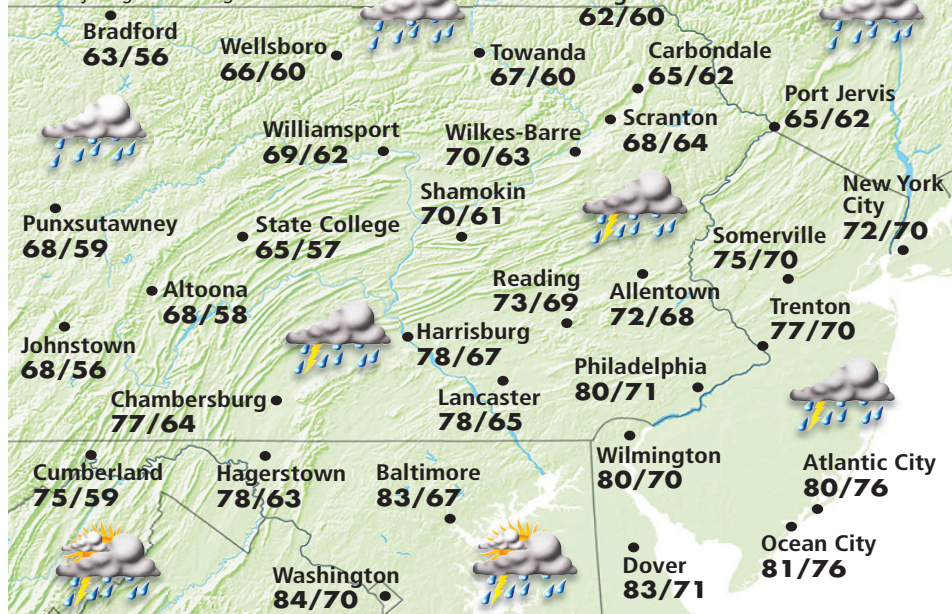 62/60
Bradford
63/56
Wellsboro
66/60
Towanda
67/60
Carbondale
65/62
Port Jervis
65/62
Scranton
68/64
Williamsport
69/62
Wilkes-Barre
70/63
Shamokin
70/61
New York
City
72/70
Punxsutawney
68/59
State College
65/57
Somerville
75/70
Reading
73/69
Allentown
72/68
Altoona
68/58
Trenton
77/70
Harrisburg
78/67
Johnstown
68/56
Philadelphia
80/71
Chambersburg
77/64
Lancaster
78/65
Wilmington
80/70
Atlantic City
80/76
Cumberland
75/59
Hagerstown
78/63
Baltimore
83/67
Ocean City
81/76
Dover
83/71
Washington
84/70